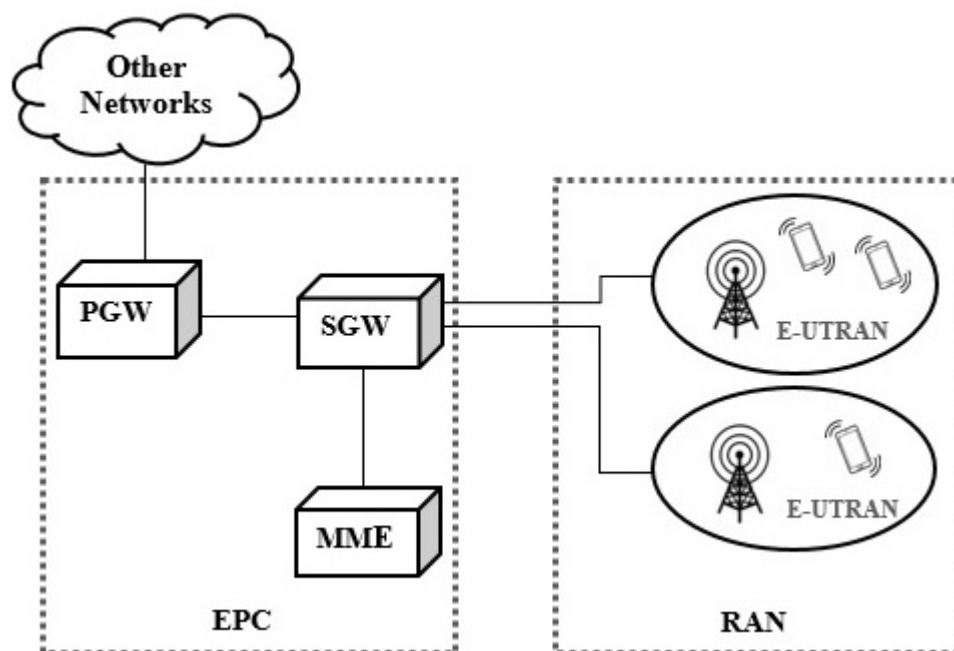 Other
Networks
PGW
SGW
E-UTRAN
E-UTRAN
MME
EPC
RAN